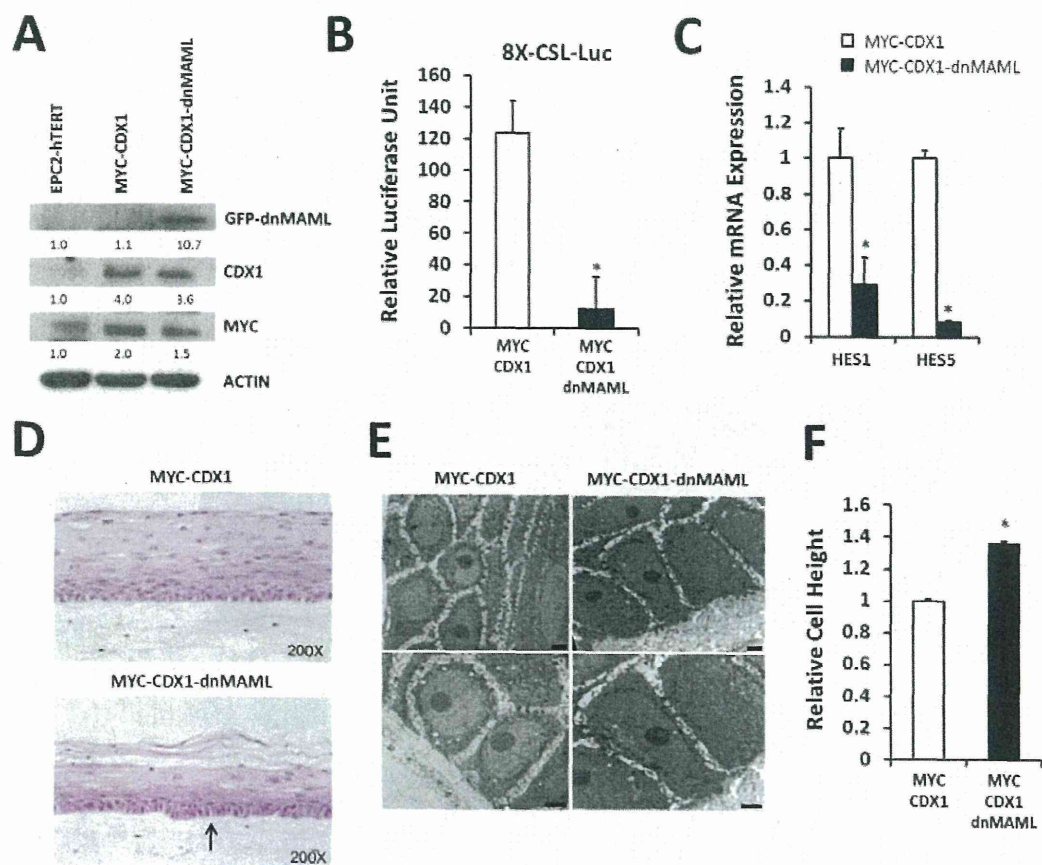 A
EPC2-hTERT
MYC-CDX1
MYC-CDX1-dnMAML
GFP-dnMAML
1.0 1.1 10.7
CDX1
1.0 4.0 3.6
MYC
1.0 2.0 1.5
ACTIN
B
8X-CSL-Luc
Relative Luciferase Unit
160
140
120
100
80
60
40
20
0
*
MYC
CDX1
MYC
CDX1
dnMAML
C
MYC-CDX1
MYC-CDX1-dnMAML
Relative mRNA Expression
1.4
1.2
1
0.8
0.6
0.4
0.2
0
*
*
HES1
HES5
D
MYC-CDX1
200X
MYC-CDX1-dnMAML
200X
E
MYC-CDX1
MYC-CDX1-dnMAML
F
Relative Cell Height
1.6
1.4
1.2
1
0.8
0.6
0.4
0.2
0
*
MYC
CDX1
MYC
CDX1
dnMAML